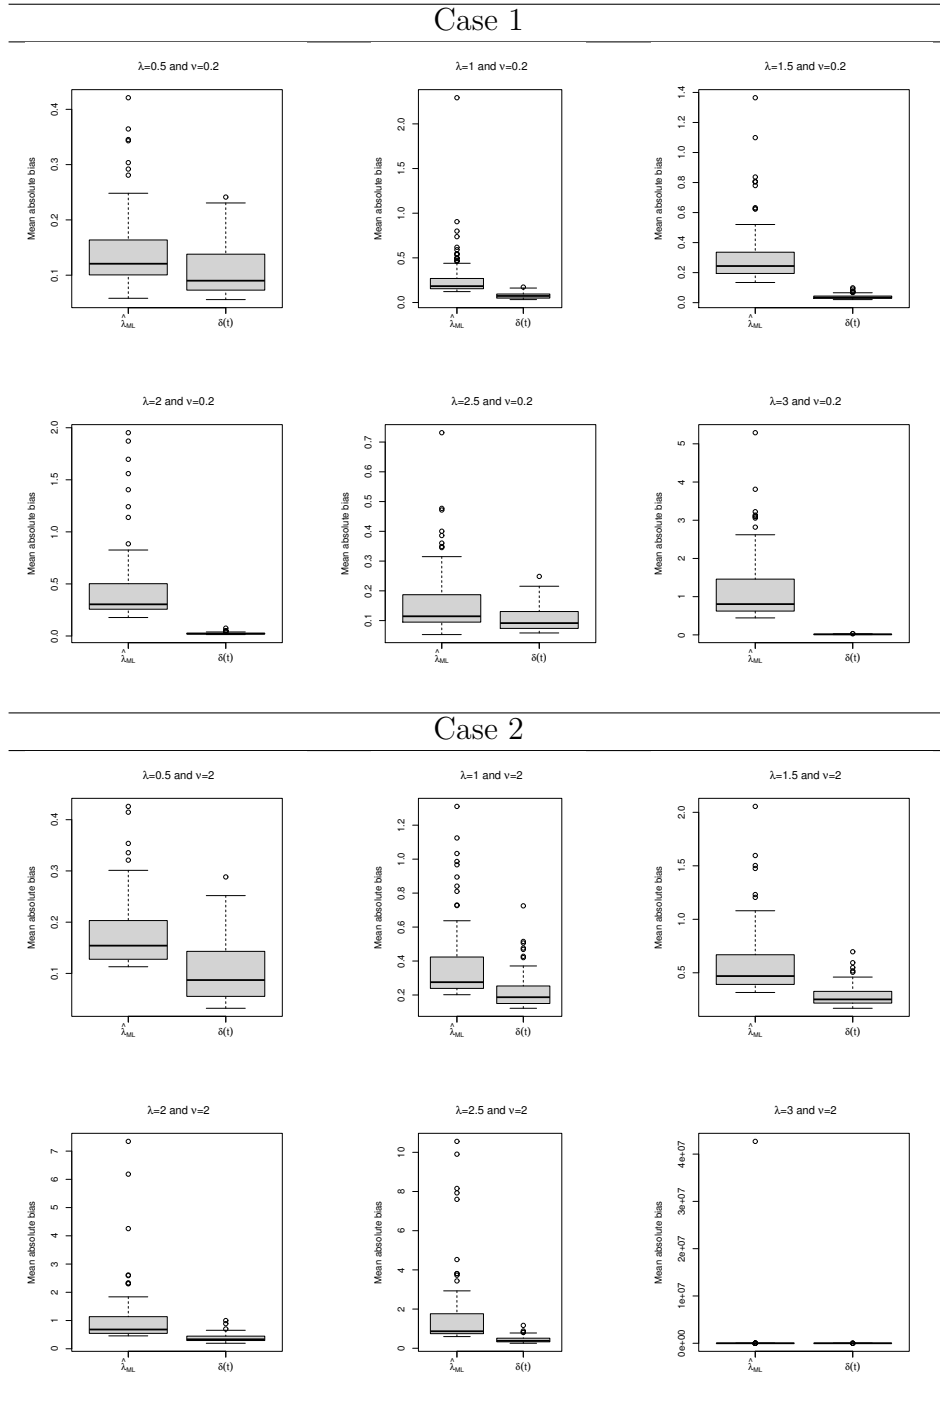 Case 1
λ=0.5 and ν=0.2
λ=1 and ν=0.2
λ=1.5 and ν=0.2
Mean absolute bias
0.1
0.2
0.3
0.4
λ̂ML
δ(t)
Mean absolute bias
0.0
0.5
1.0
1.5
2.0
λ̂ML
δ(t)
Mean absolute bias
0.0
0.2
0.4
0.6
0.8
1.0
1.2
1.4
λ̂ML
δ(t)
λ=2 and ν=0.2
λ=2.5 and ν=0.2
λ=3 and ν=0.2
Mean absolute bias
0.0
0.5
1.0
1.5
2.0
λ̂ML
δ(t)
Mean absolute bias
0.1
0.2
0.3
0.4
0.5
0.6
0.7
λ̂ML
δ(t)
Mean absolute bias
0
1
2
3
4
5
λ̂ML
δ(t)
Case 2
λ=0.5 and ν=2
λ=1 and ν=2
λ=1.5 and ν=2
Mean absolute bias
0.1
0.2
0.3
0.4
λ̂ML
δ(t)
Mean absolute bias
0.2
0.4
0.6
0.8
1.0
1.2
λ̂ML
δ(t)
Mean absolute bias
0.5
1.0
1.5
2.0
λ̂ML
δ(t)
λ=2 and ν=2
λ=2.5 and ν=2
λ=3 and ν=2
Mean absolute bias
0
1
2
3
4
5
6
7
λ̂ML
δ(t)
Mean absolute bias
0
2
4
6
8
10
λ̂ML
δ(t)
Mean absolute bias
0e+00
1e+07
2e+07
3e+07
4e+07
λ̂ML
δ(t)